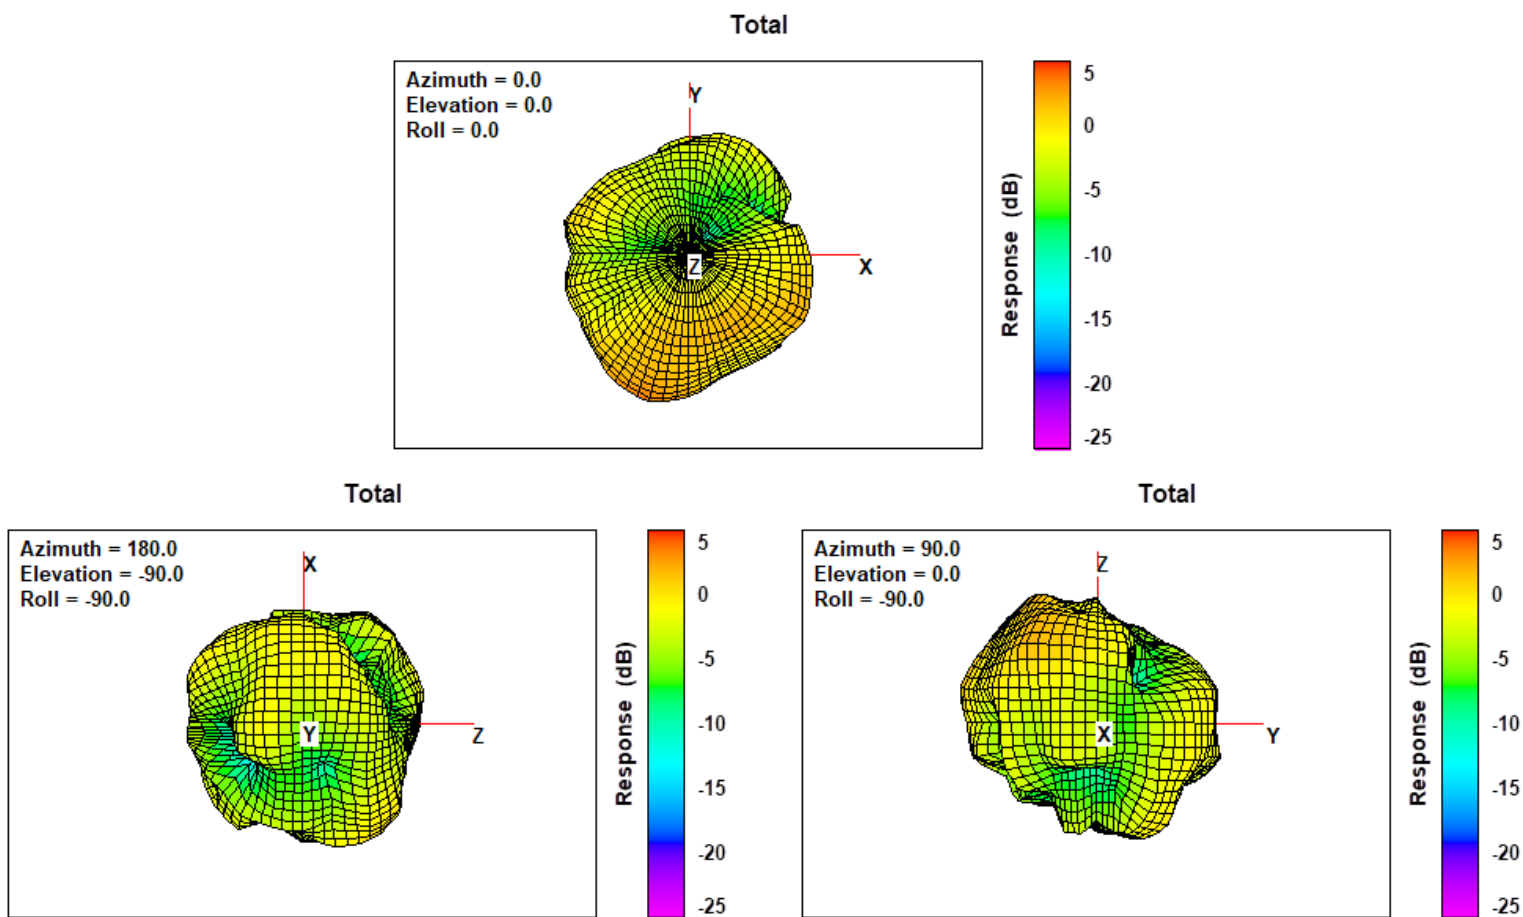 Total
Azimuth = 0.0
Elevation = 0.0
Roll = 0.0
Y
Z
X
Response (dB)
5
0
-5
-10
-15
-20
-25
Total
Azimuth = 180.0
Elevation = -90.0
Roll = -90.0
X
Y
Z
Response (dB)
5
0
-5
-10
-15
-20
-25
Total
Azimuth = 90.0
Elevation = 0.0
Roll = -90.0
Z
X
Y
Response (dB)
5
0
-5
-10
-15
-20
-25